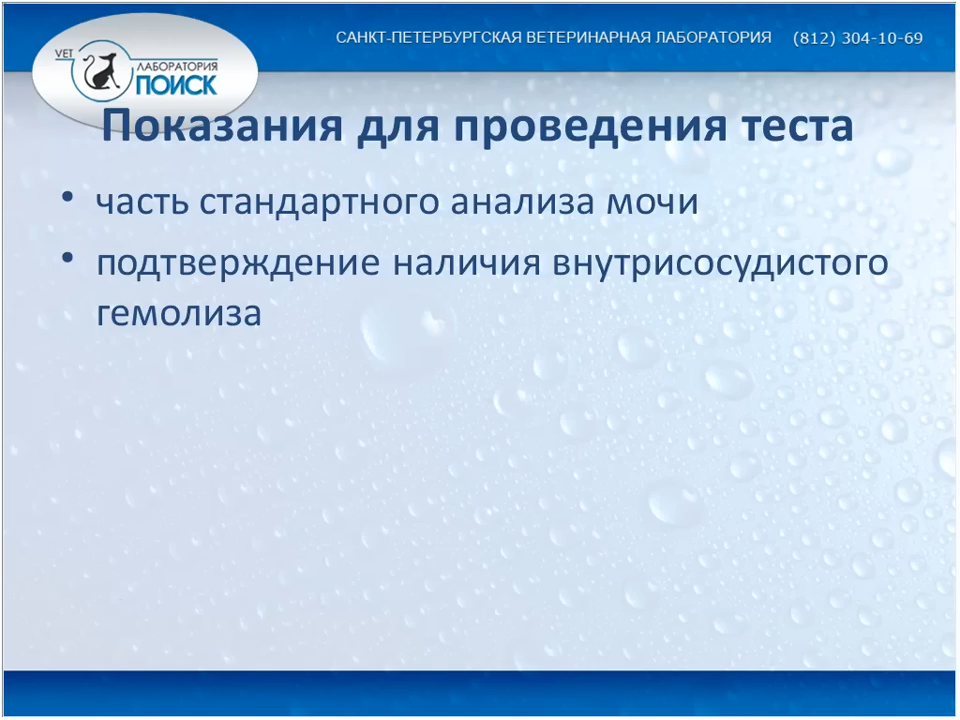 САНКТ-ПЕТЕРБУРГСКАЯ ВЕТЕРИНАРНАЯ ЛАБОРАТОРИЯ (812) 304-10-69
VET ЛАБОРАТОРИЯ
ПОИСК
Показания для проведения теста
• часть стандартного анализа мочи
• подтверждение наличия внутрисосудистого
гемолиза